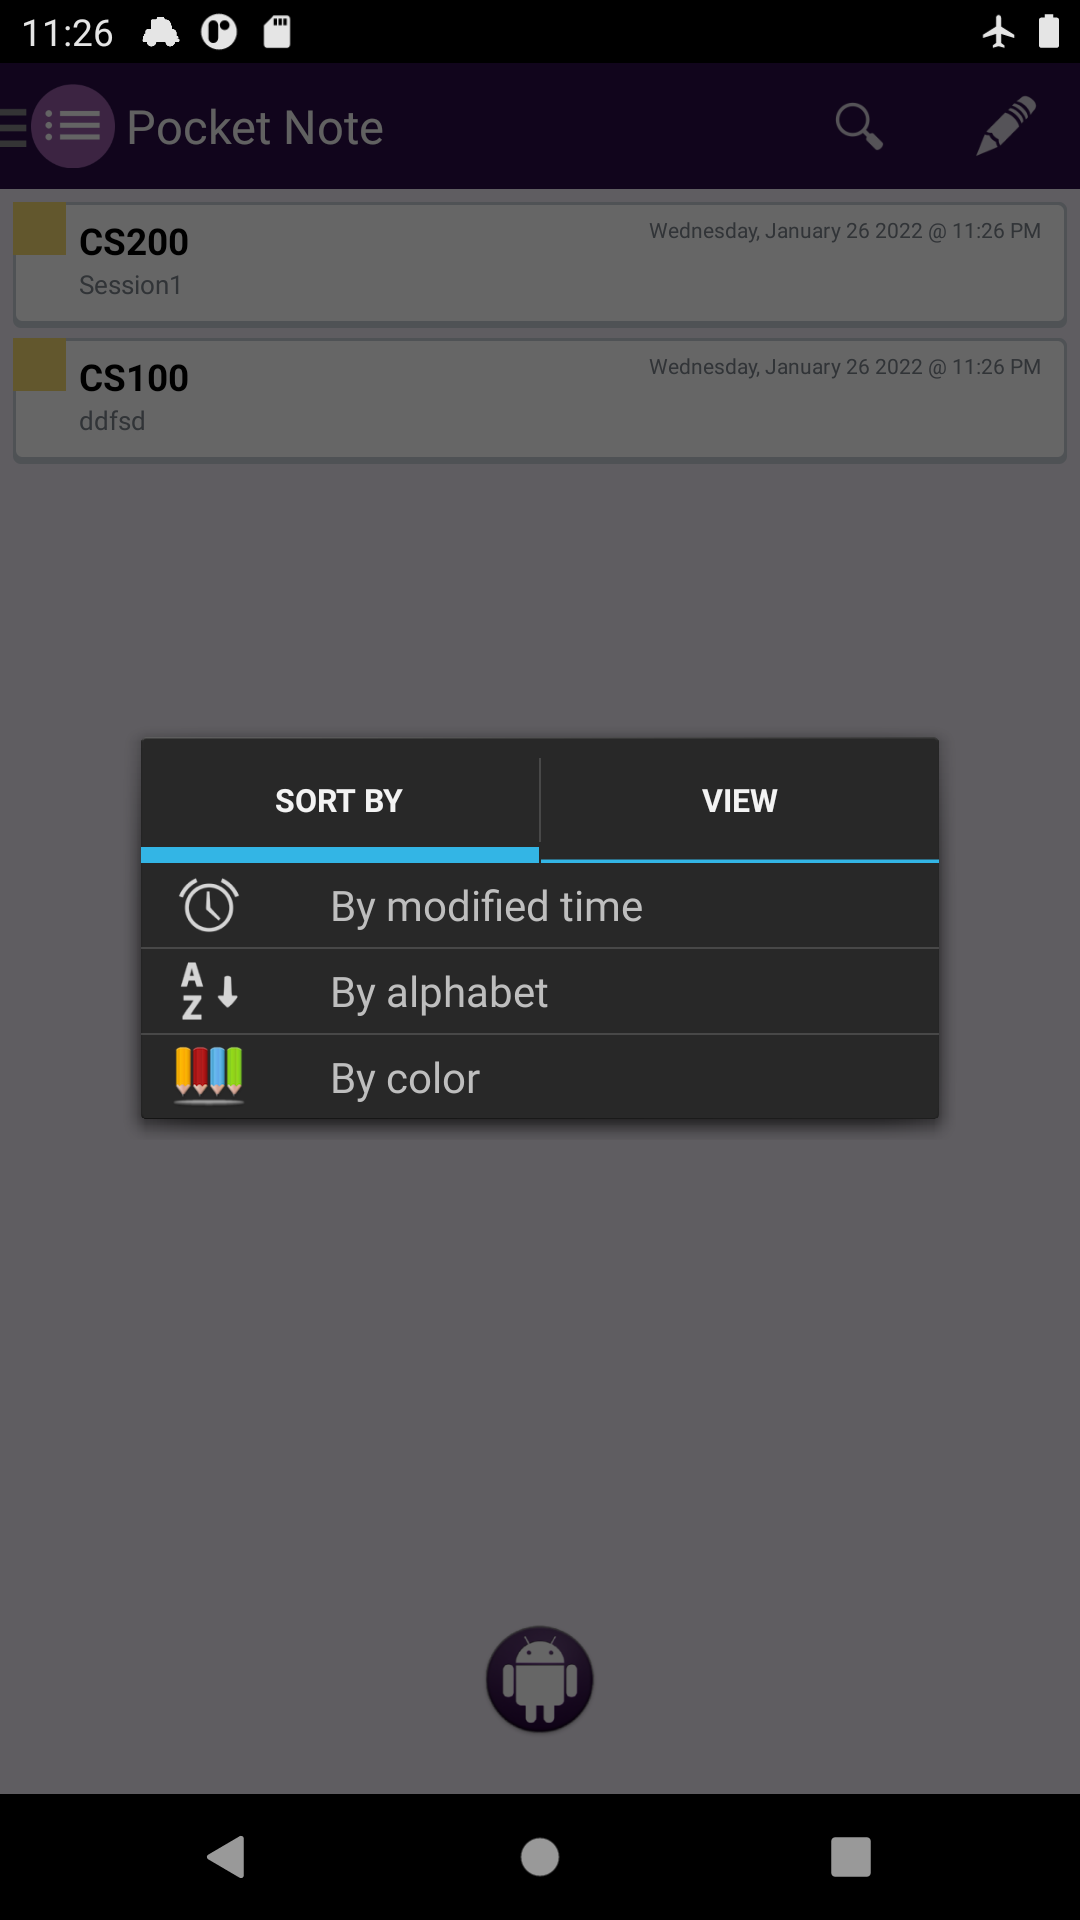 11:26
Pocket Note
CS200
Wednesday, January 26 2022 @ 11:26 PM
Session1
CS100
Wednesday, January 26 2022 @ 11:26 PM
ddfsd
SORT BY
VIEW
By modified time
By alphabet
By color